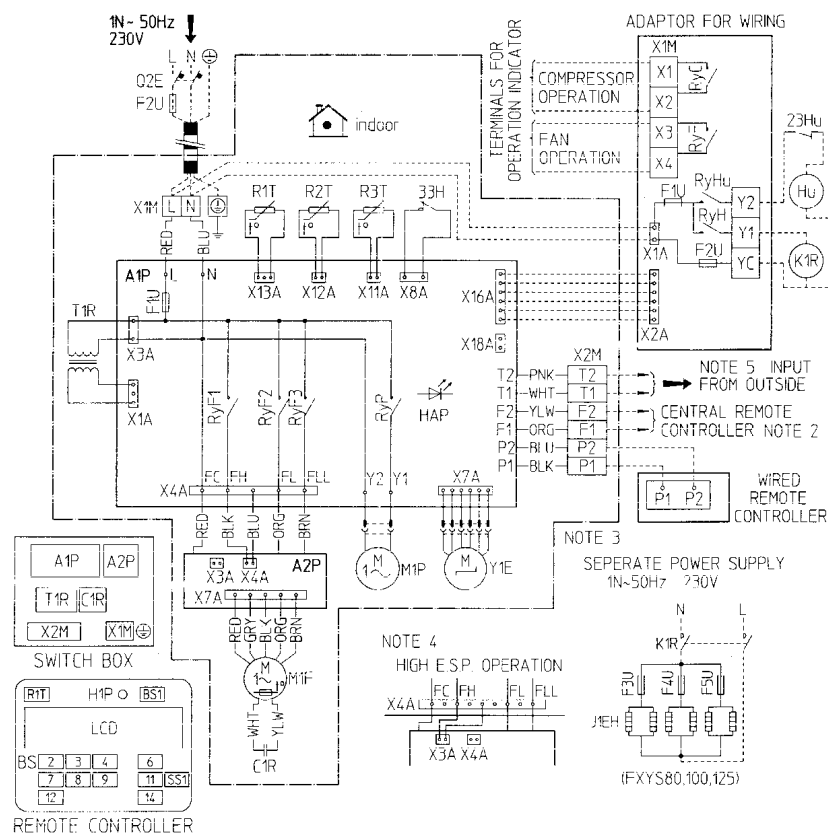 1N~ 50Hz
230V
L N
Q2E
F2U
indoor
TERMINALS FOR
OPERATION INDICATOR
COMPRESSOR
OPERATION
FAN
OPERATION
ADAPTOR FOR WIRING
X1M
X1
X2
X3
X4
RyC
RyF
23Hu
Hu
K1R
F1U
RyHu
RyH
F2U
Y2
Y1
YC
X1A
X2A
X1M L N
RED
BLU
R1T
R2T
R3T
33H
A1P L N
F1U
X13A
X12A
X11A
X8A
X16A
X18A
T1R
X3A
X1A
RyF1
RyF2
RyF3
RyP
HAP
X2M
T2 PNK T2
T1 WHT T1
F2 YLW F2
F1 ORG F1
P2 BLU P2
P1 BLK P1
NOTE 5 INPUT
FROM OUTSIDE
CENTRAL REMOTE
CONTROLLER NOTE 2
P1 P2
WIRED
REMOTE
CONTROLLER
X4A FC FH FL FLL
Y2 Y1
X7A
RED
BLK
BLU
ORG
BRN
X3A X4A
A2P
X7A
M
1~
M1P
M
Y1E
NOTE 3
RED
GRY
BLK
ORG
BRN
M
1~
M1F
WHT
YLW
C1R
A1P
A2P
T1R
C1R
X2M
X1M
SWITCH BOX
R1T
H1P
BS1
LCD
BS 2 3 4 6
7 8 9 11 SS1
12 14
REMOTE CONTROLLER
NOTE 4
HIGH E.S.P. OPERATION
FC FH FL FLL
X4A
X3A X4A
SEPERATE POWER SUPPLY
1N~50Hz 230V
N L
K1R
F3U
F4U
F5U
J1EH
(FXYS80,100,125)